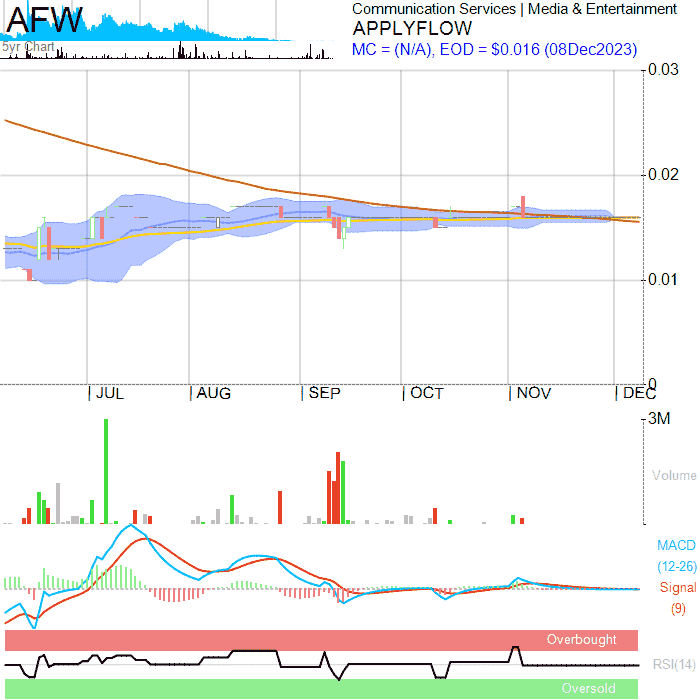 AFW
Communication Services | Media & Entertainment
APPLYFLOW
MC = (N/A), EOD = $0.016 (08Dec2023)
5yr Chart
0.03
0.02
0.01
0
| JUL | AUG | SEP | OCT | NOV | DEC
3M
Volume
MACD
(12-26)
Signal
(9)
Overbought
RSI(14)
Oversold